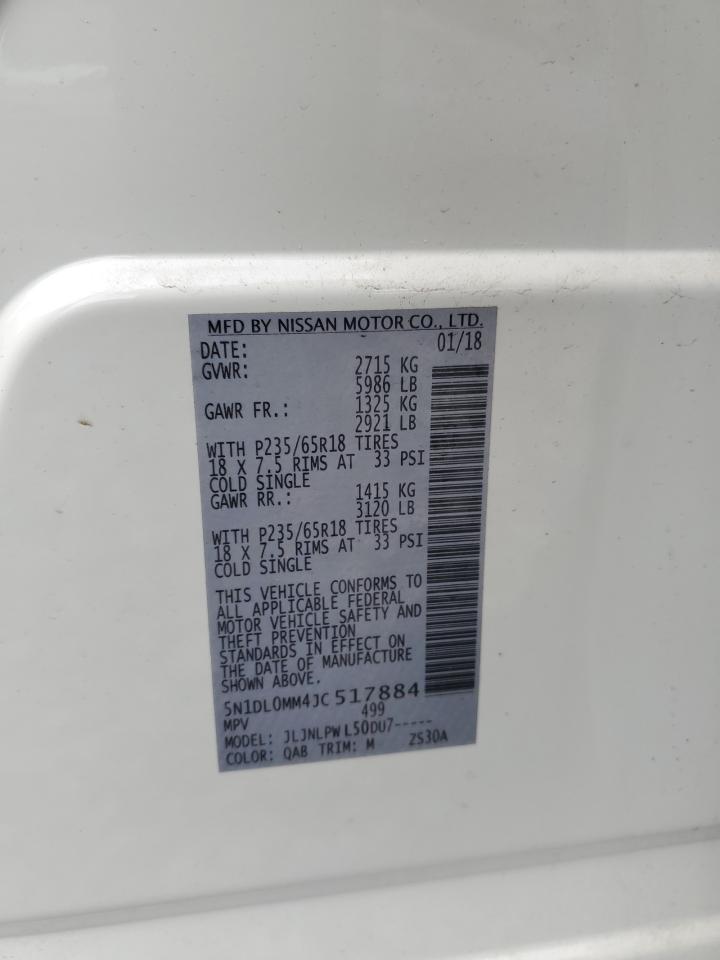 MFD BY NISSAN MOTOR CO., LTD.
DATE: 01/18
GVWR: 2715 KG
5986 LB
GAWR FR.: 1325 KG
2921 LB
WITH P235/65R18 TIRES
18 X 7.5 RIMS AT 33 PSI
COLD SINGLE
GAWR RR.: 1415 KG
3120 LB
WITH P235/65R18 TIRES
18 X 7.5 RIMS AT 33 PSI
COLD SINGLE
THIS VEHICLE CONFORMS TO
ALL APPLICABLE FEDERAL
MOTOR VEHICLE SAFETY AND
THEFT PREVENTION
STANDARDS IN EFFECT ON
THE DATE OF MANUFACTURE
SHOWN ABOVE.
5N1DL0MM4JC517884
MPV 499
MODEL: JLJNLPWL50DU7-----
COLOR: QAB TRIM: M ZS30A